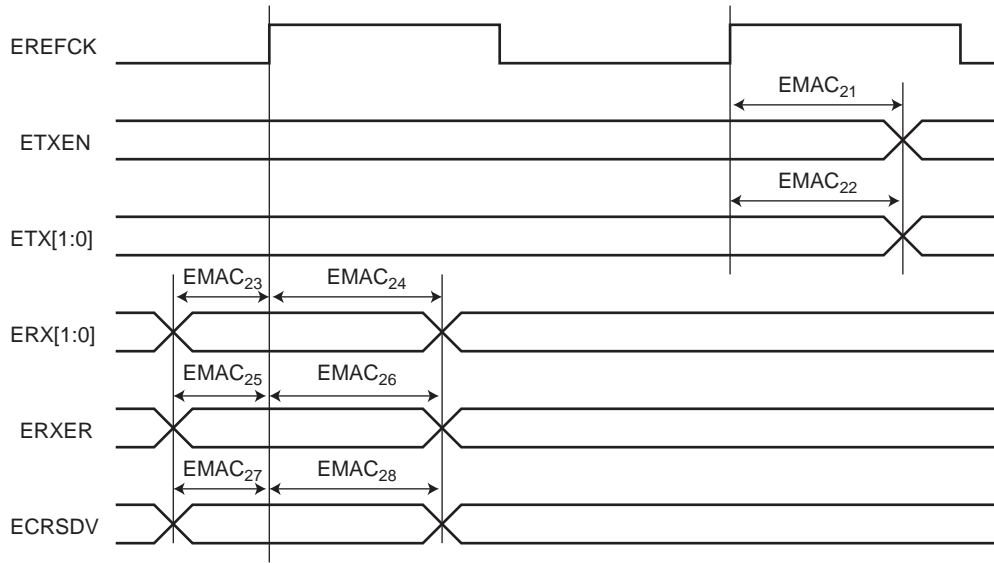 EREFCK
EMAC21
ETXEN
EMAC22
ETX[1:0]
EMAC23 EMAC24
ERX[1:0]
EMAC25 EMAC26
ERXER
EMAC27 EMAC28
ECRSDV